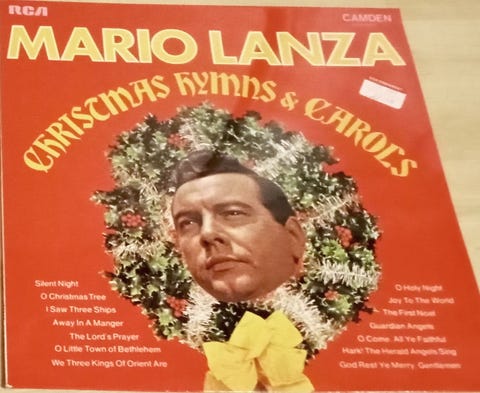 RCA
CAMDEN
MARIO LANZA
CHRISTMAS HYMNS & CAROLS
Silent Night
O Christmas Tree
I Saw Three Ships
Away In A Manger
The Lord's Prayer
O Little Town of Bethlehem
We Three Kings Of Orient Are
O Holy Night
Joy To The World
The First Noel
Guardian Angels
O Come, All Ye Faithful
Hark! The Herald Angels Sing
God Rest Ye Merry, Gentlemen